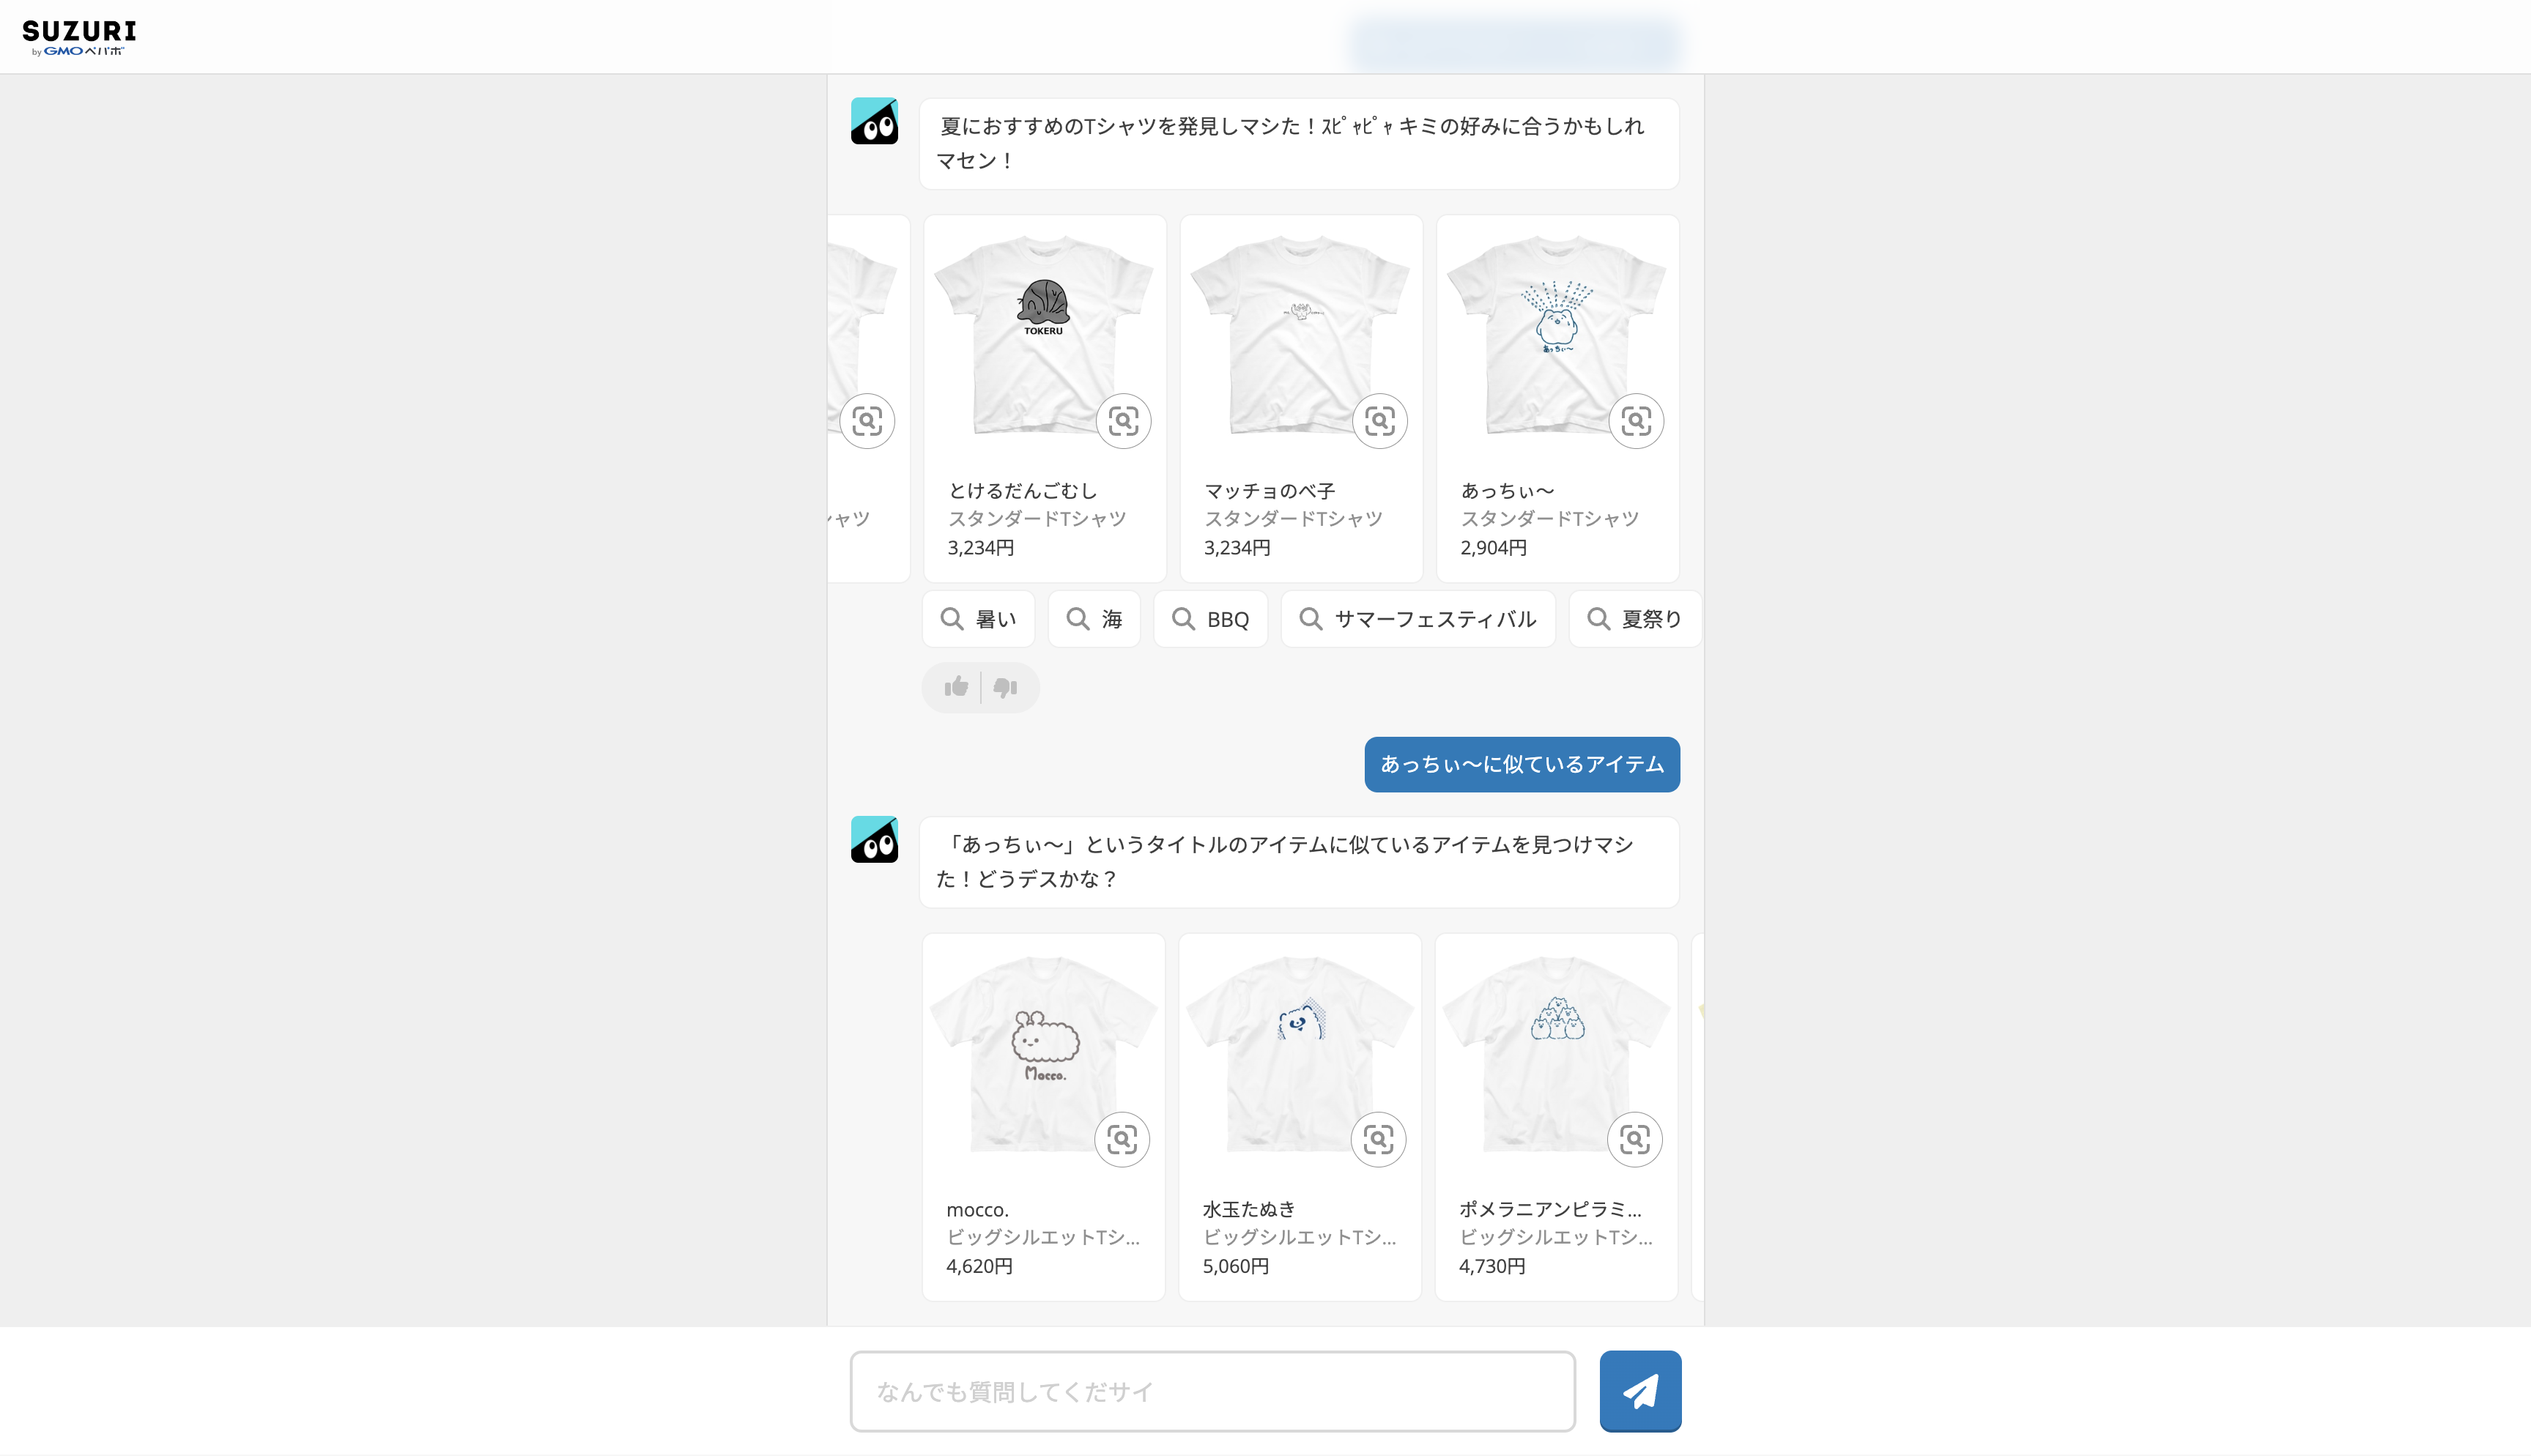 SUZURI
by GMOペパボ
夏におすすめのTシャツを発見しマシた！ｽﾋﾟｬﾋﾟｬキミの好みに合うかもしれ
マセン！
TOKERU
あっちぃ〜
とけるだんごむし
マッチョのべ子
あっちぃ〜
ャツ
スタンダードTシャツ
スタンダードTシャツ
スタンダードTシャツ
3,234円
3,234円
2,904円
暑い
海
BBQ
サマーフェスティバル
夏祭り
あっちぃ〜に似ているアイテム
「あっちぃ〜」というタイトルのアイテムに似ているアイテムを見つけマシ
た！どうデスかな？
Mocco.
mocco.
水玉たぬき
ポメラニアンピラミ...
ビッグシルエットTシ...
ビッグシルエットTシ...
ビッグシルエットTシ...
4,620円
5,060円
4,730円
なんでも質問してくだサイ